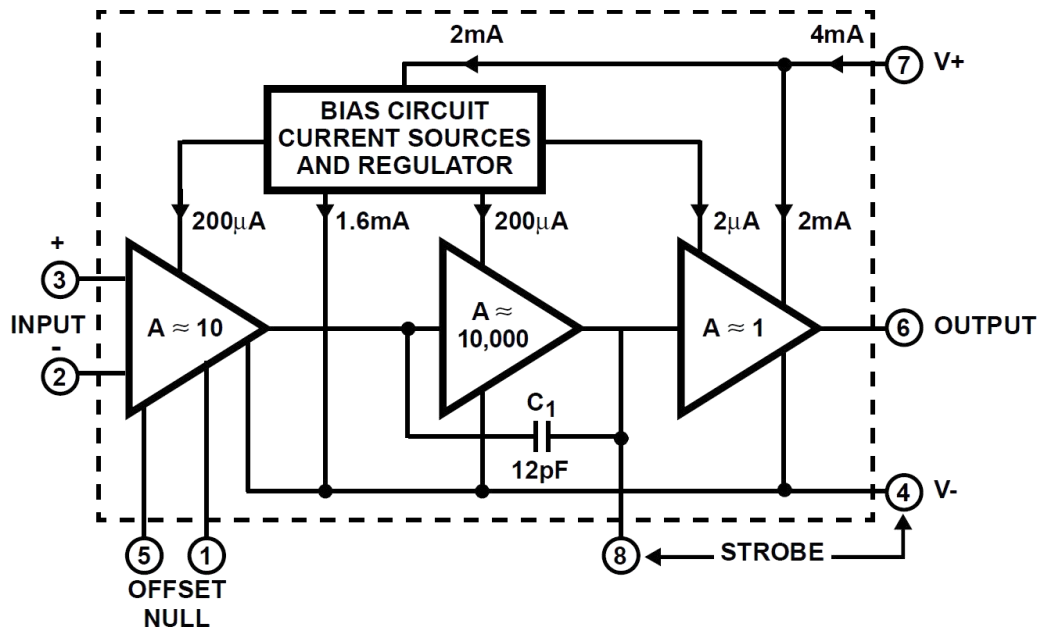 2mA
4mA
7
V+
BIAS CIRCUIT
CURRENT SOURCES
AND REGULATOR
200µA
1.6mA
200µA
2µA
2mA
+
3
INPUT
-
2
A ≈ 10
A ≈
10,000
A ≈ 1
6
OUTPUT
C1
12pF
4
V-
5
1
8
STROBE
OFFSET
NULL